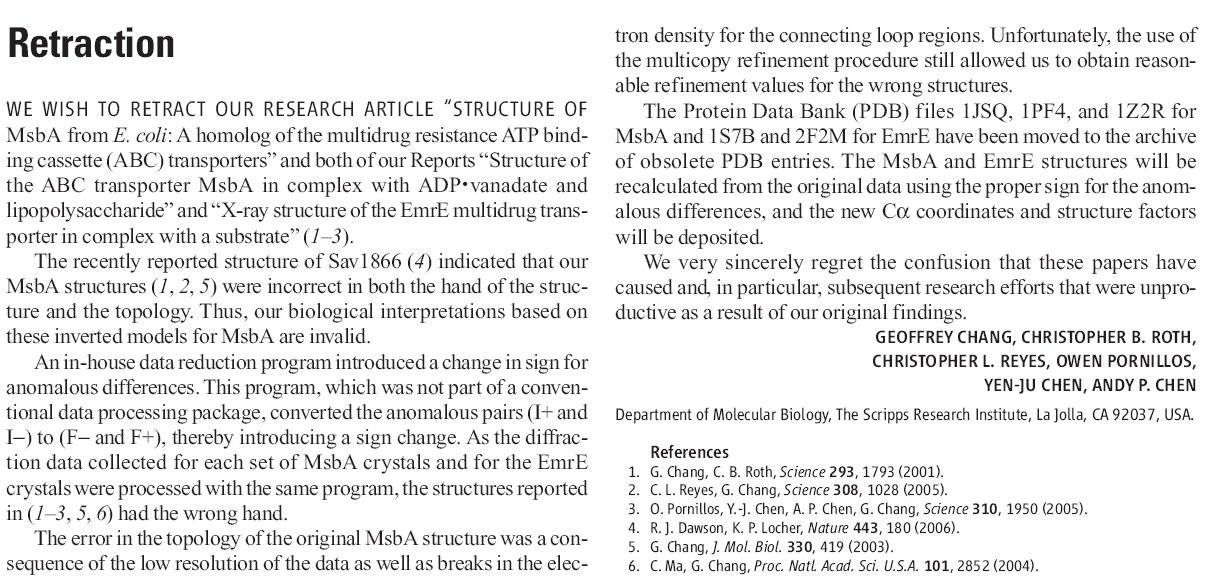 Retraction
WE WISH TO RETRACT OUR RESEARCH ARTICLE “STRUCTURE OF
MsbA from E. coli: A homolog of the multidrug resistance ATP bind-
ing cassette (ABC) transporters” and both of our Reports “Structure of
the ABC transporter MsbA in complex with ADP•vanadate and
lipopolysaccharide” and “X-ray structure of the EmrE multidrug trans-
porter in complex with a substrate” (1–3).
The recently reported structure of Sav1866 (4) indicated that our
MsbA structures (1, 2, 5) were incorrect in both the hand of the struc-
ture and the topology. Thus, our biological interpretations based on
these inverted models for MsbA are invalid.
An in-house data reduction program introduced a change in sign for
anomalous differences. This program, which was not part of a conven-
tional data processing package, converted the anomalous pairs (I+ and
I−) to (F− and F+), thereby introducing a sign change. As the diffrac-
tion data collected for each set of MsbA crystals and for the EmrE
crystals were processed with the same program, the structures reported
in (1–3, 5, 6) had the wrong hand.
The error in the topology of the original MsbA structure was a con-
sequence of the low resolution of the data as well as breaks in the elec-
tron density for the connecting loop regions. Unfortunately, the use of
the multicopy refinement procedure still allowed us to obtain reason-
able refinement values for the wrong structures.
The Protein Data Bank (PDB) files 1JSQ, 1PF4, and 1Z2R for
MsbA and 1S7B and 2F2M for EmrE have been moved to the archive
of obsolete PDB entries. The MsbA and EmrE structures will be
recalculated from the original data using the proper sign for the anom-
alous differences, and the new Cα coordinates and structure factors
will be deposited.
We very sincerely regret the confusion that these papers have
caused and, in particular, subsequent research efforts that were unpro-
ductive as a result of our original findings.
GEOFFREY CHANG, CHRISTOPHER B. ROTH,
CHRISTOPHER L. REYES, OWEN PORNILLOS,
YEN-JU CHEN, ANDY P. CHEN
Department of Molecular Biology, The Scripps Research Institute, La Jolla, CA 92037, USA.
References
1. G. Chang, C. B. Roth, Science 293, 1793 (2001).
2. C. L. Reyes, G. Chang, Science 308, 1028 (2005).
3. O. Pornillos, Y.-J. Chen, A. P. Chen, G. Chang, Science 310, 1950 (2005).
4. R. J. Dawson, K. P. Locher, Nature 443, 180 (2006).
5. G. Chang, J. Mol. Biol. 330, 419 (2003).
6. C. Ma, G. Chang, Proc. Natl. Acad. Sci. U.S.A. 101, 2852 (2004).